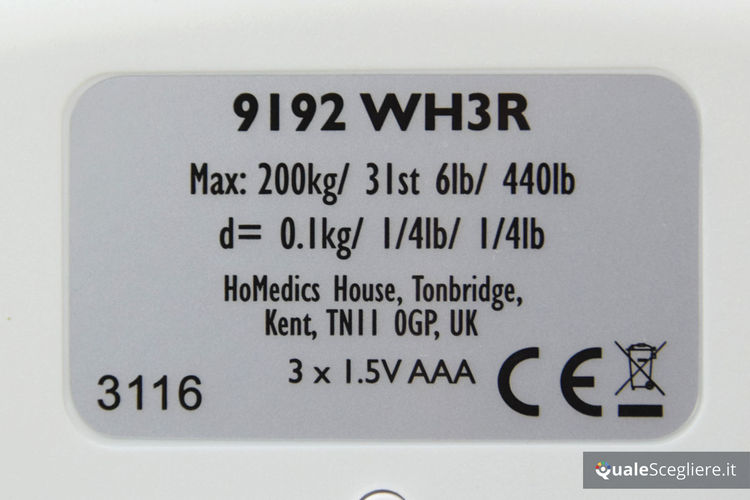 9192 WH3R
Max: 200kg/ 31st 6lb/ 440lb
d= 0.1kg/ 1/4lb/ 1/4lb
HoMedics House, Tonbridge,
Kent, TN11 0GP, UK
3 x 1.5V AAA
CE
3116
QualeScegliere.it